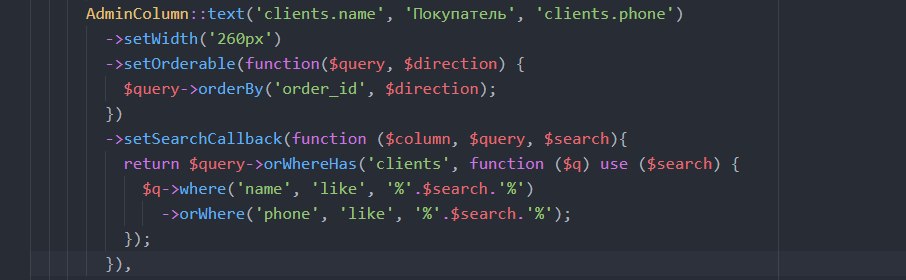 AdminColumn::text('clients.name', 'Покупатель', 'clients.phone')
->setWidth('260px')
->setOrderable(function($query, $direction) {
$query->orderBy('order_id', $direction);
})
->setSearchCallback(function ($column, $query, $search){
return $query->orWhereHas('clients', function ($q) use ($search) {
$q->where('name', 'like', '%'.$search.'%')
->orWhere('phone', 'like', '%'.$search.'%');
});
}),